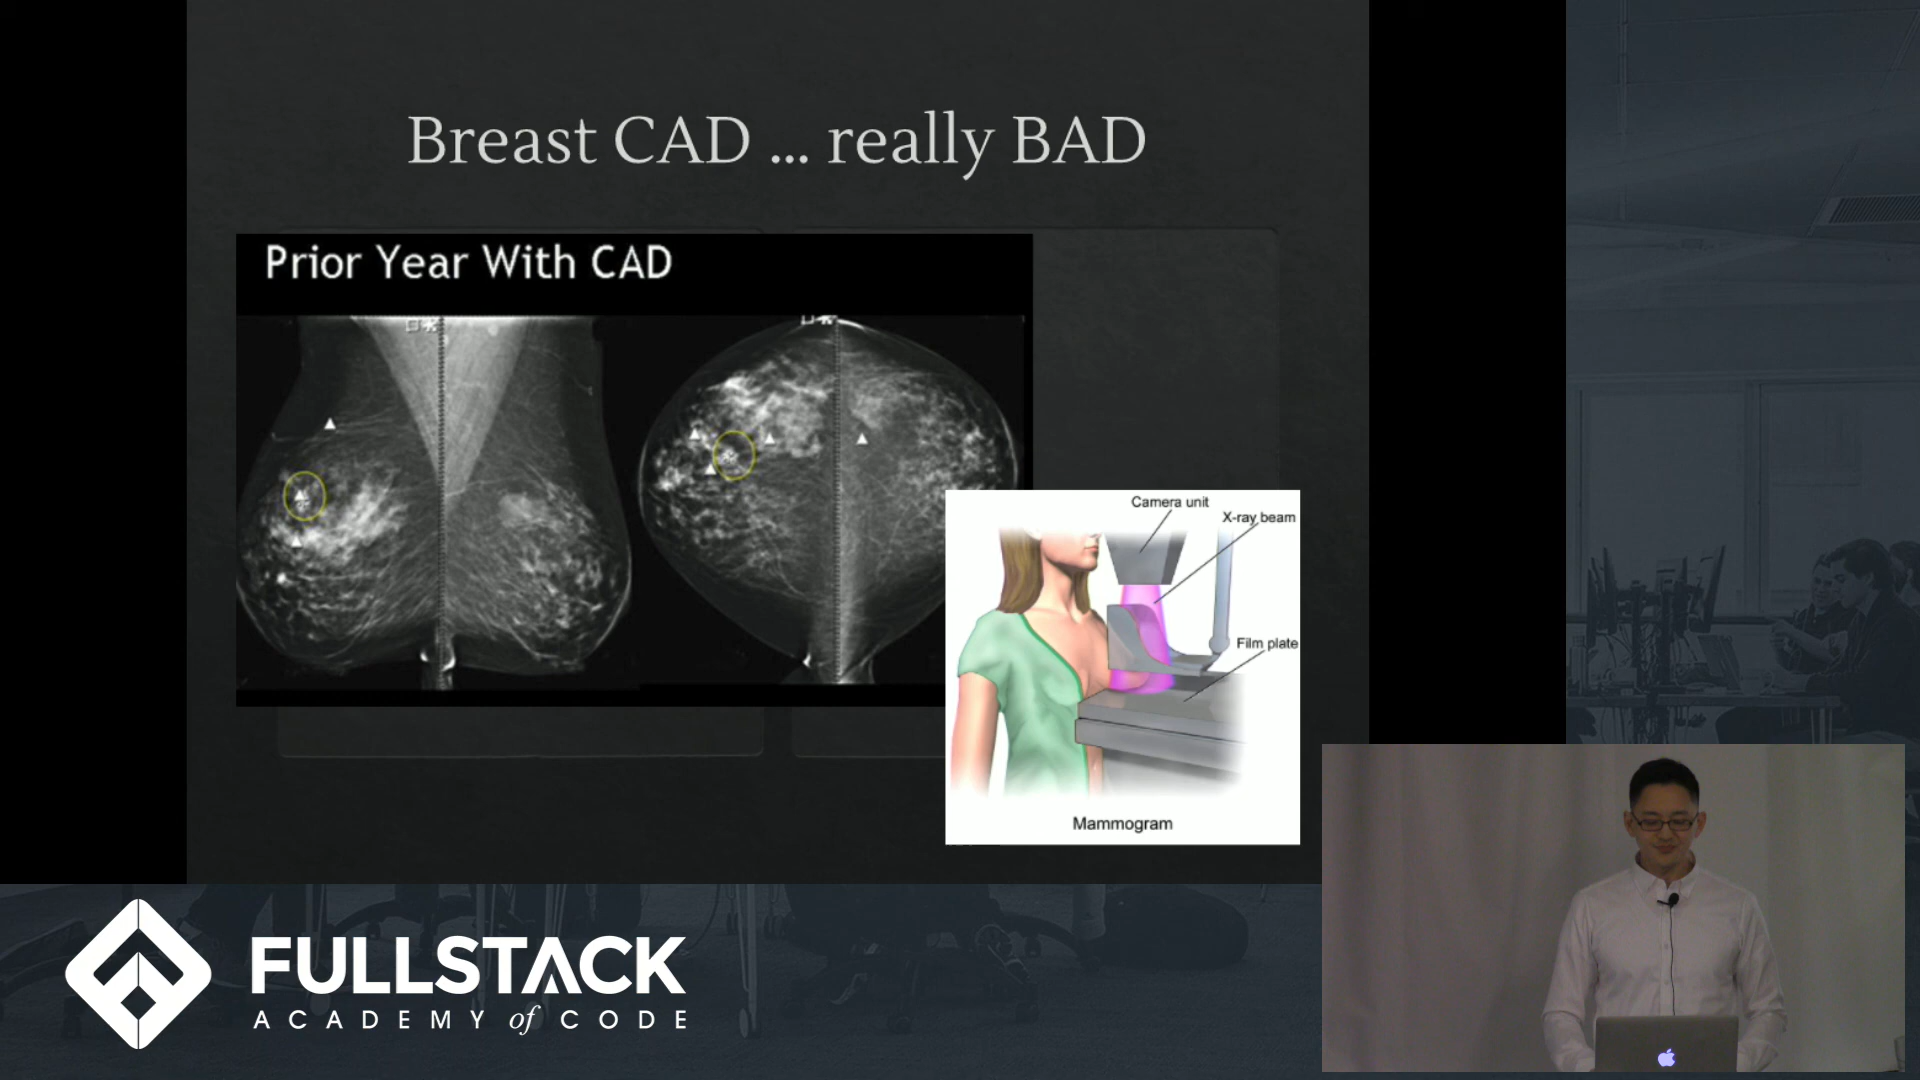 Breast CAD ... really BAD
Prior Year With CAD
Camera unit
X-ray beam
Film plate
Mammogram
FULLSTACK
ACADEMY of CODE